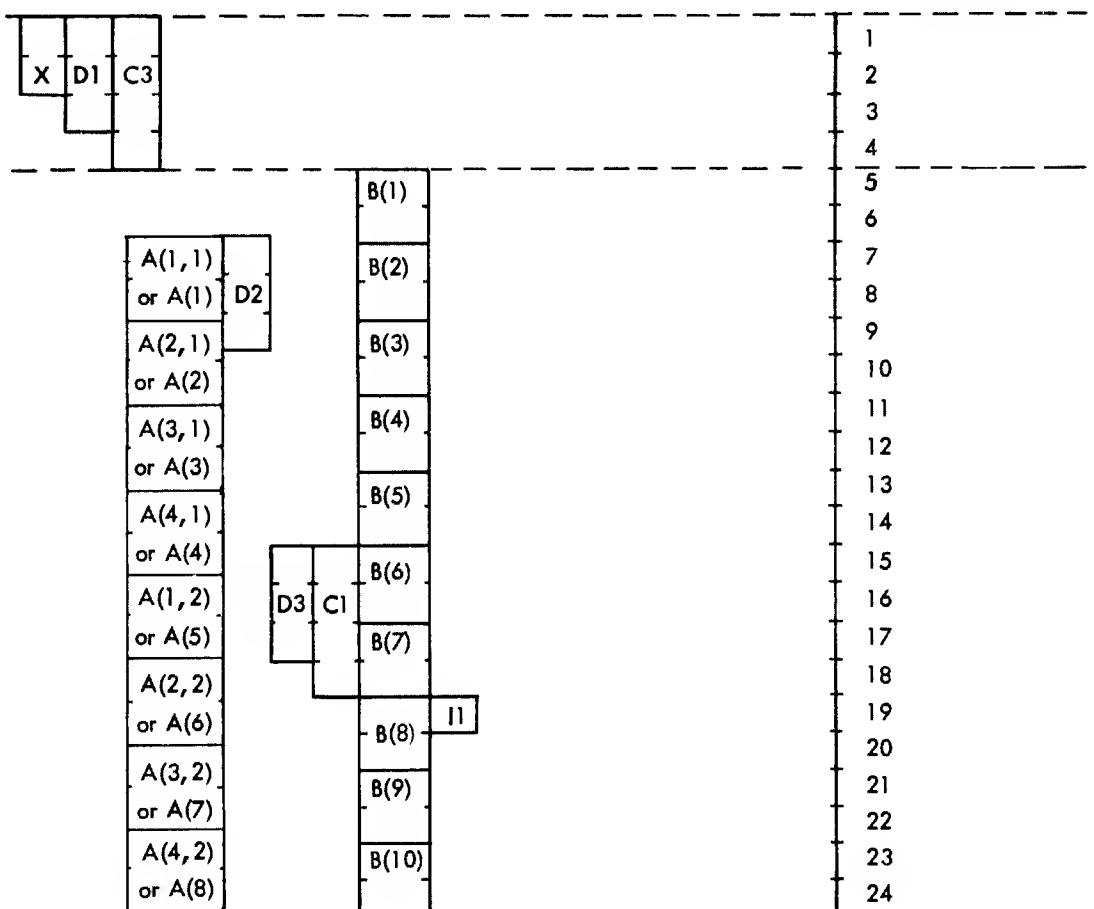 1
X D1 C3 2
3
4
B(1) 5
6
A(1,1) B(2) 7
or A(1) D2 8
A(2,1) B(3) 9
or A(2) 10
A(3,1) B(4) 11
or A(3) 12
A(4,1) B(5) 13
or A(4) 14
B(6) 15
A(1,2) D3 C1 16
or A(5) B(7) 17
A(2,2) 18
or A(6) B(8) I1 19
20
A(3,2) B(9) 21
or A(7) 22
A(4,2) B(10) 23
or A(8) 24